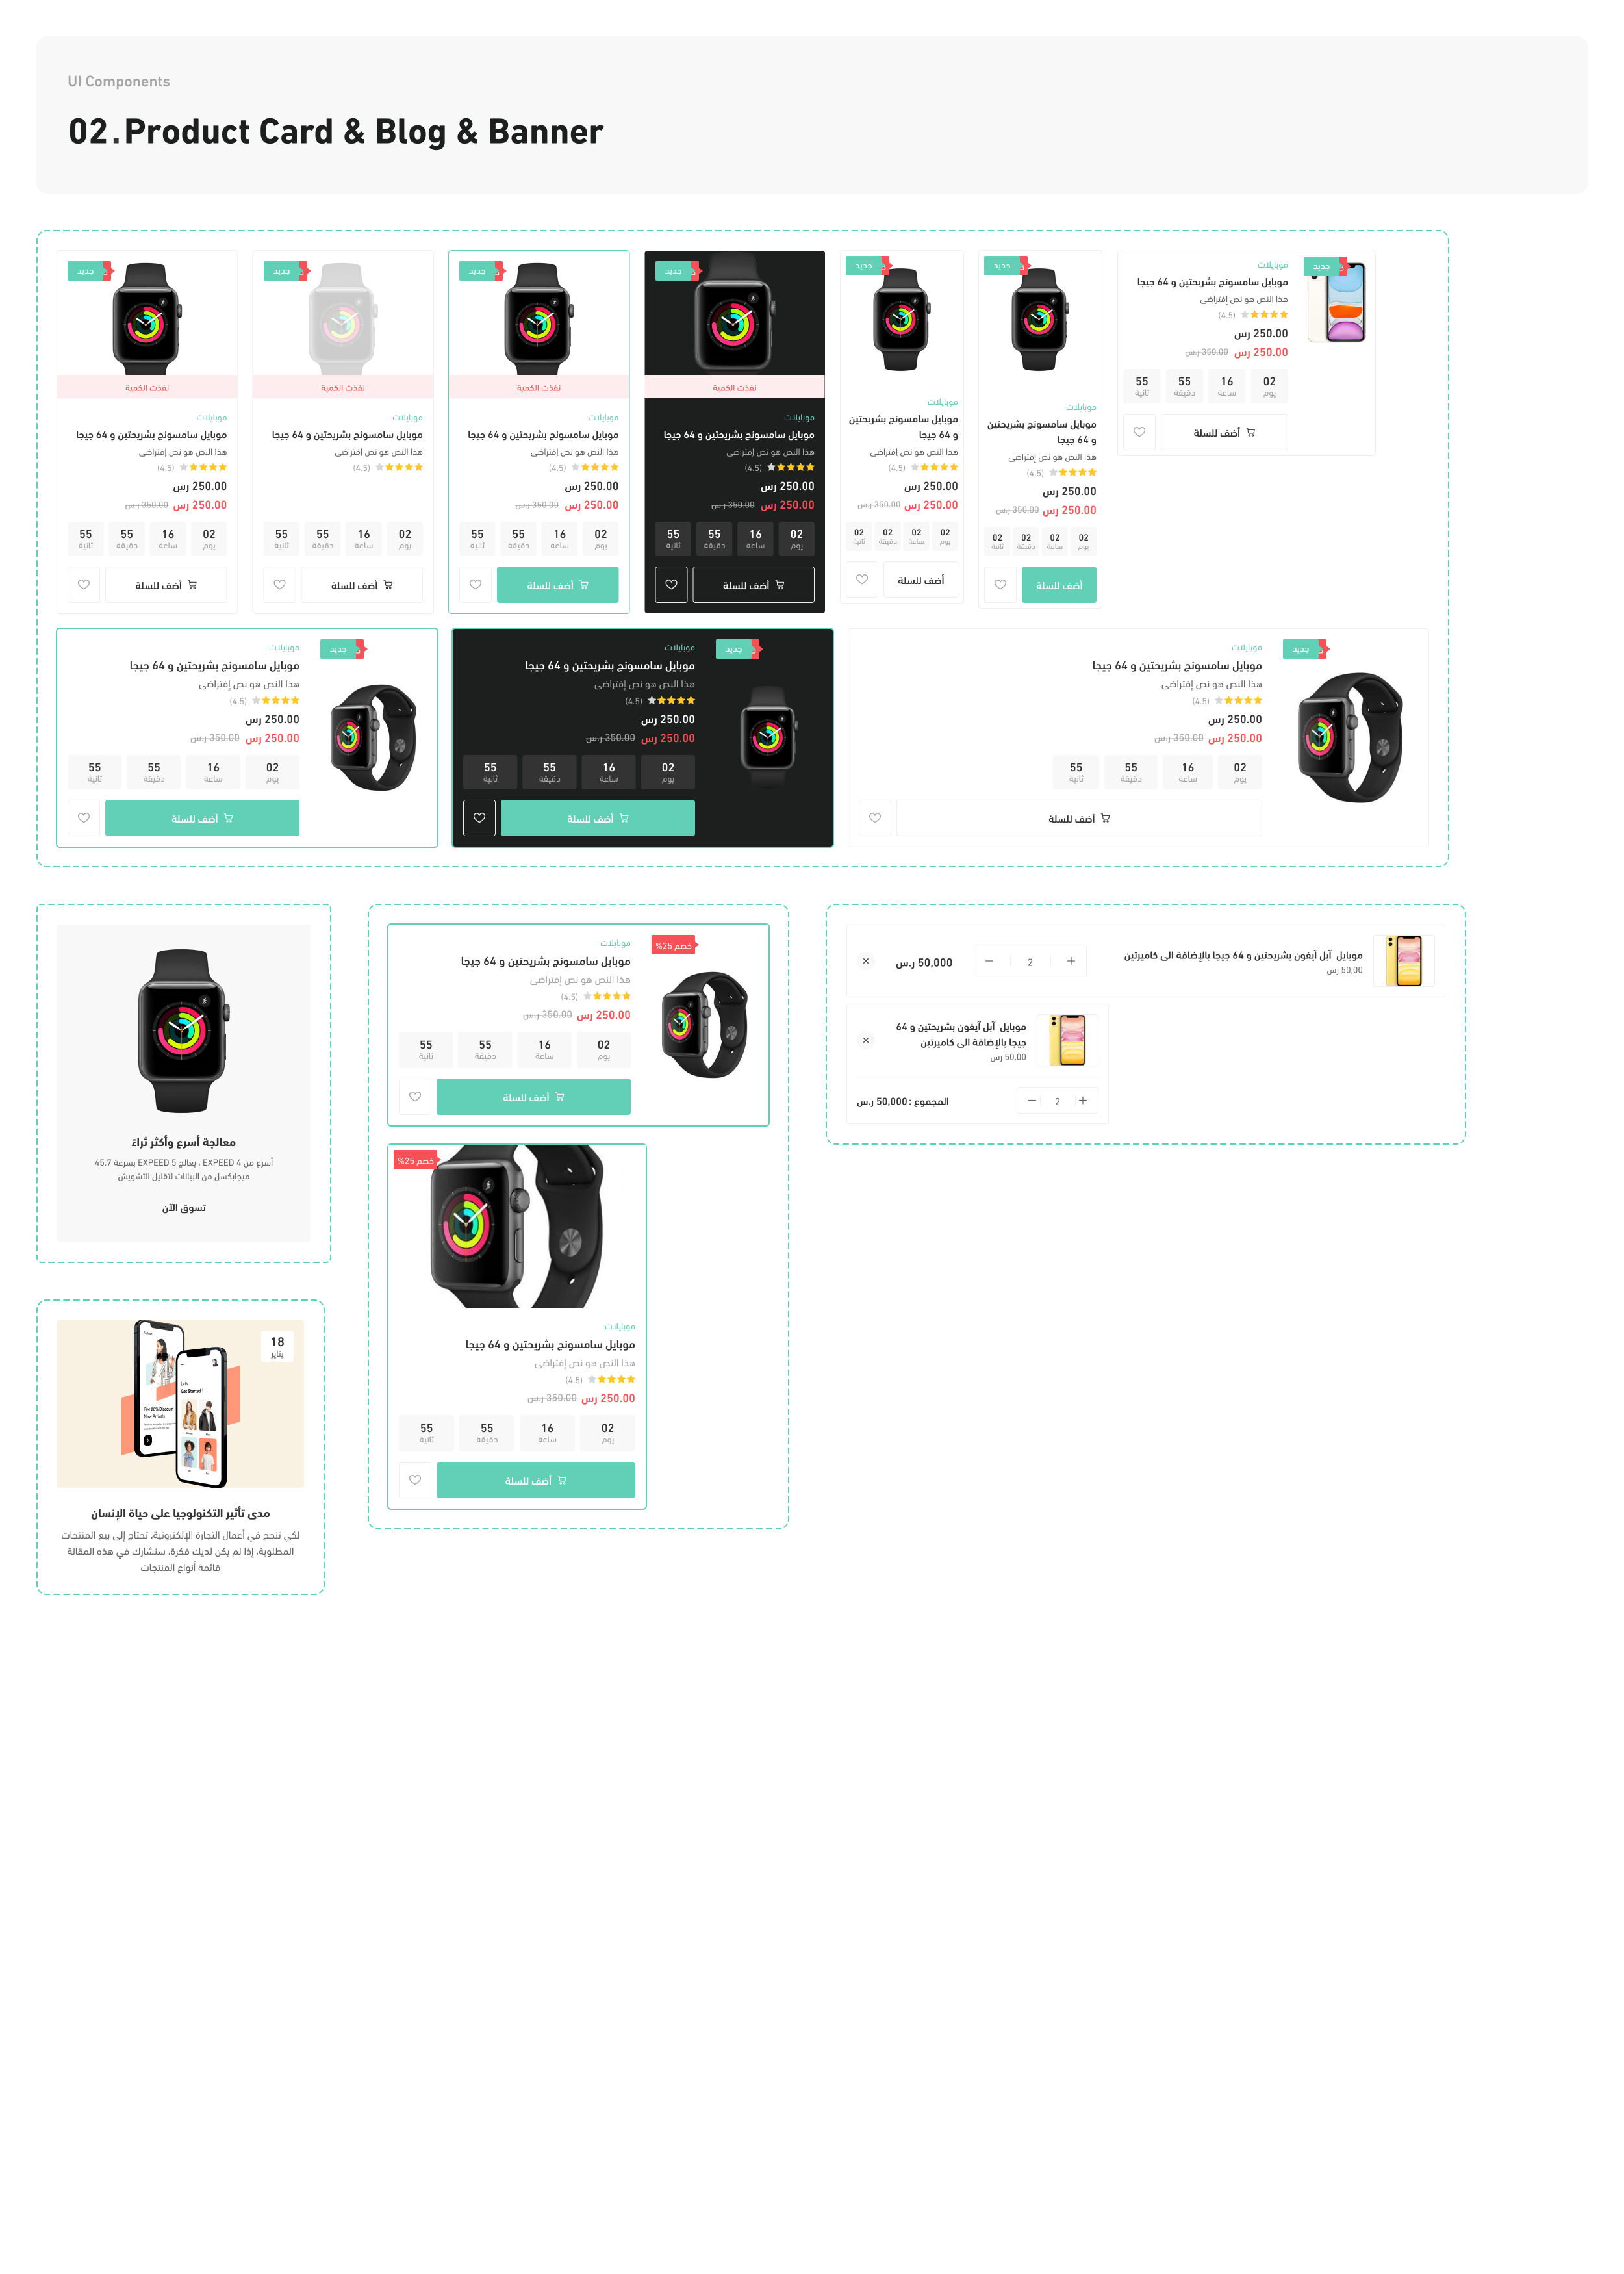 UI Components
02.Product Card & Blog & Banner
جديد
نفذت الكمية
موبايلات
موبايل سامسونج بشريحتين و 64 جيجا
هذا النص هو نص إفتراضى
(4.5)
250.00 رس
250.00 رس 350.00 ر.س
02 16 55 55
يوم ساعة دقيقة ثانية
أضف للسلة
جديد
نفذت الكمية
موبايلات
موبايل سامسونج بشريحتين و 64 جيجا
هذا النص هو نص إفتراضى
(4.5)
02 16 55 55
يوم ساعة دقيقة ثانية
أضف للسلة
جديد
نفذت الكمية
موبايلات
موبايل سامسونج بشريحتين و 64 جيجا
هذا النص هو نص إفتراضى
(4.5)
250.00 رس
250.00 رس 350.00 ر.س
02 16 55 55
يوم ساعة دقيقة ثانية
أضف للسلة
جديد
نفذت الكمية
موبايلات
موبايل سامسونج بشريحتين و 64 جيجا
هذا النص هو نص إفتراضى
(4.5)
250.00 رس
250.00 رس 350.00 ر.س
02 16 55 55
يوم ساعة دقيقة ثانية
أضف للسلة
جديد
موبايلات
موبايل سامسونج بشريحتين
و 64 جيجا
هذا النص هو نص إفتراضى
(4.5)
250.00 رس
250.00 رس 350.00 ر.س
02 02 02 02
يوم ساعة دقيقة ثانية
أضف للسلة
جديد
موبايلات
موبايل سامسونج بشريحتين
و 64 جيجا
هذا النص هو نص إفتراضى
(4.5)
250.00 رس
250.00 رس 350.00 ر.س
02 02 02 02
يوم ساعة دقيقة ثانية
أضف للسلة
جديد
موبايلات
موبايل سامسونج بشريحتين و 64 جيجا
هذا النص هو نص إفتراضى
(4.5)
250.00 رس
250.00 رس 350.00 ر.س
02 16 55 55
يوم ساعة دقيقة ثانية
أضف للسلة
جديد
موبايلات
موبايل سامسونج بشريحتين و 64 جيجا
هذا النص هو نص إفتراضى
(4.5)
250.00 رس
250.00 رس 350.00 ر.س
02 16 55 55
يوم ساعة دقيقة ثانية
أضف للسلة
جديد
موبايلات
موبايل سامسونج بشريحتين و 64 جيجا
هذا النص هو نص إفتراضى
(4.5)
250.00 رس
250.00 رس 350.00 ر.س
02 16 55 55
يوم ساعة دقيقة ثانية
أضف للسلة
جديد
موبايلات
موبايل سامسونج بشريحتين و 64 جيجا
هذا النص هو نص إفتراضى
(4.5)
250.00 رس
250.00 رس 350.00 ر.س
02 16 55 55
يوم ساعة دقيقة ثانية
أضف للسلة
معالجة أسرع وأكثر ثراءً
أسرع من EXPEED 4 ، يعالج EXPEED 5 بسرعة 45.7
ميجابكسل من البيانات لتقليل التشويش
تسوق الآن
خصم 25%
موبايلات
موبايل سامسونج بشريحتين و 64 جيجا
هذا النص هو نص إفتراضى
(4.5)
250.00 رس 350.00 ر.س
02 16 55 55
يوم ساعة دقيقة ثانية
أضف للسلة
خصم 25%
موبايلات
موبايل سامسونج بشريحتين و 64 جيجا
هذا النص هو نص إفتراضى
(4.5)
250.00 رس 350.00 ر.س
02 16 55 55
يوم ساعة دقيقة ثانية
أضف للسلة
موبايل آبل آيفون بشريحتين و 64 جيجا بالإضافة الى كاميرتين
50,00 رس
2
50,000 ر.س
موبايل آبل آيفون بشريحتين و 64
جيجا بالإضافة الى كاميرتين
50,00 رس
2
المجموع : 50,000 ر.س
18
يناير
Let's
Get Started !
Get 20% Discount
New Arrivals
مدى تأثير التكنولوجيا على حياة الإنسان
لكي تنجح في أعمال التجارة الإلكترونية، تحتاج إلى بيع المنتجات
المطلوبة، إذا لم يكن لديك فكرة، سنشارك في هذه المقالة
قائمة أنواع المنتجات